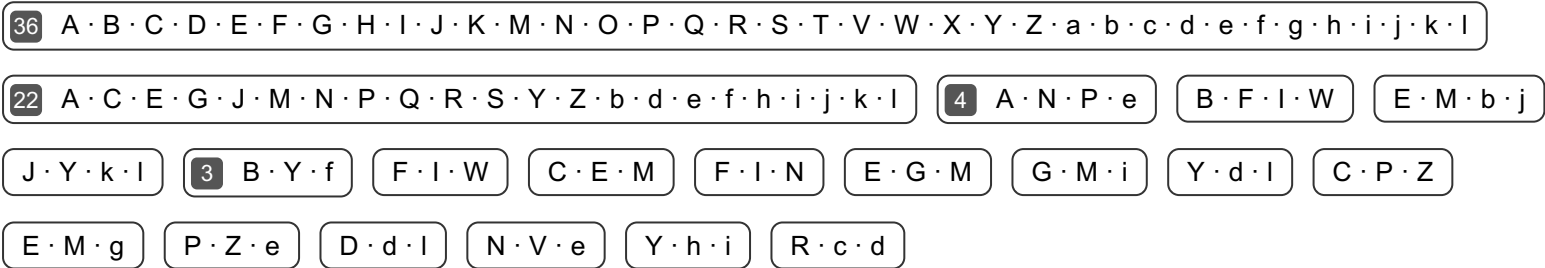 36 A · B · C · D · E · F · G · H · I · J · K · M · N · O · P · Q · R · S · T · V · W · X · Y · Z · a · b · c · d · e · f · g · h · i · j · k · l
22 A · C · E · G · J · M · N · P · Q · R · S · Y · Z · b · d · e · f · h · i · j · k · l 4 A · N · P · e B · F · I · W E · M · b · j
J · Y · k · l 3 B · Y · f F · I · W C · E · M F · I · N E · G · M G · M · i Y · d · l C · P · Z
E · M · g P · Z · e D · d · l N · V · e Y · h · i R · c · d